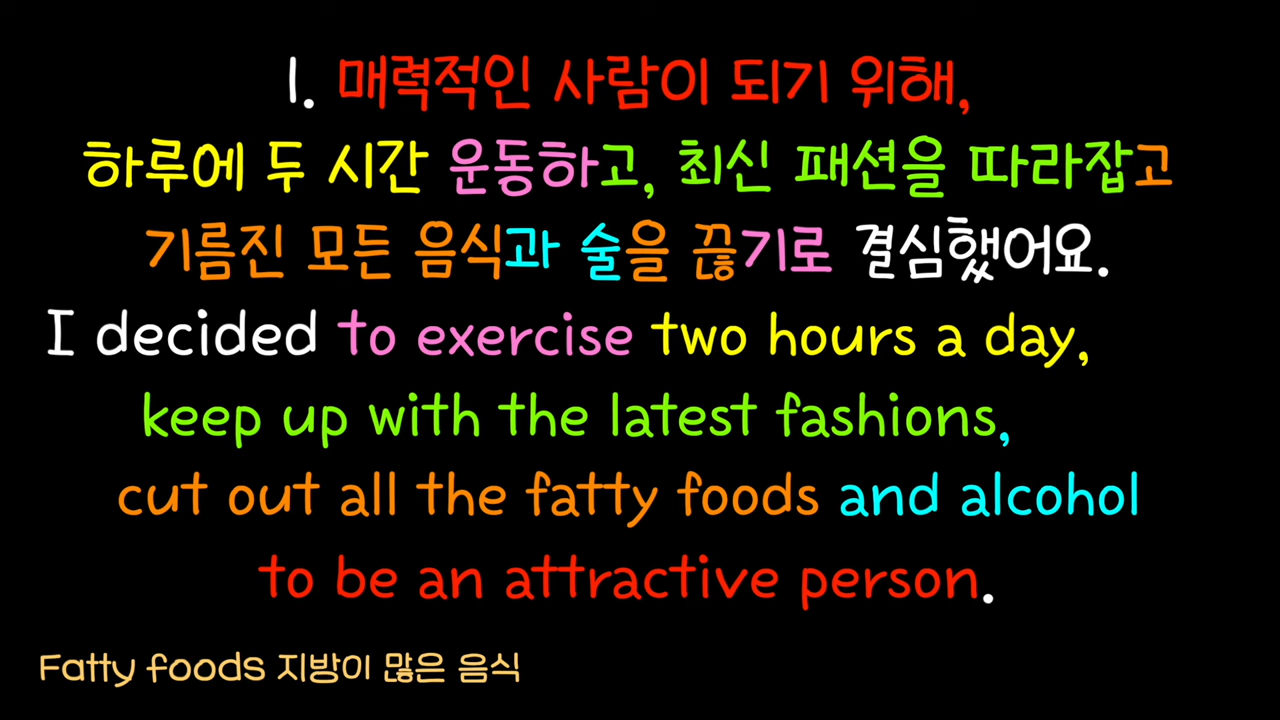 1. 매력적인 사람이 되기 위해,
하루에 두 시간 운동하고, 최신 패션을 따라잡고
기름진 모든 음식과 술을 끊기로 결심했어요.
I decided to exercise two hours a day,
keep up with the latest fashions,
cut out all the fatty foods and alcohol
to be an attractive person.
Fatty foods 지방이 많은 음식